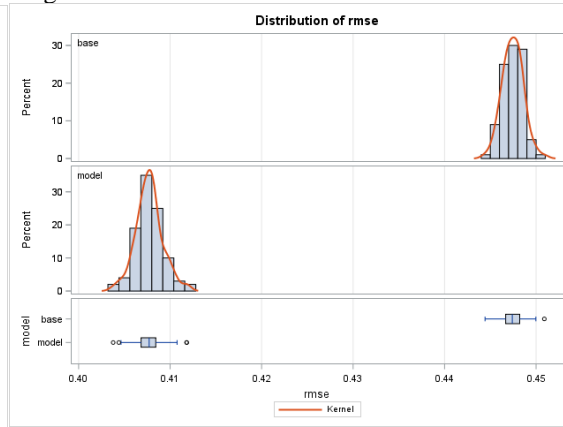 Distribution of rmse
base
30
20
10
0
Percent
model
30
20
10
0
Percent
base
model
model
0.40 0.41 0.42 0.43 0.44 0.45
rmse
Kernel